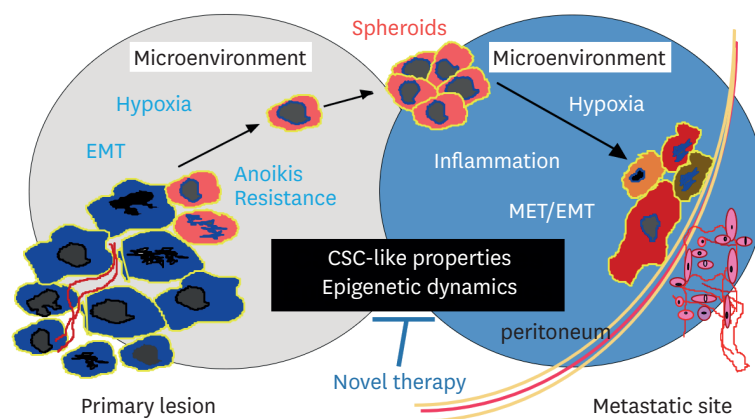 Spheroids
Microenvironment
Microenvironment
Hypoxia
Hypoxia
EMT
Inflammation
Anoikis
Resistance
MET/EMT
CSC-like properties
Epigenetic dynamics
peritoneum
Novel therapy
Primary lesion
Metastatic site